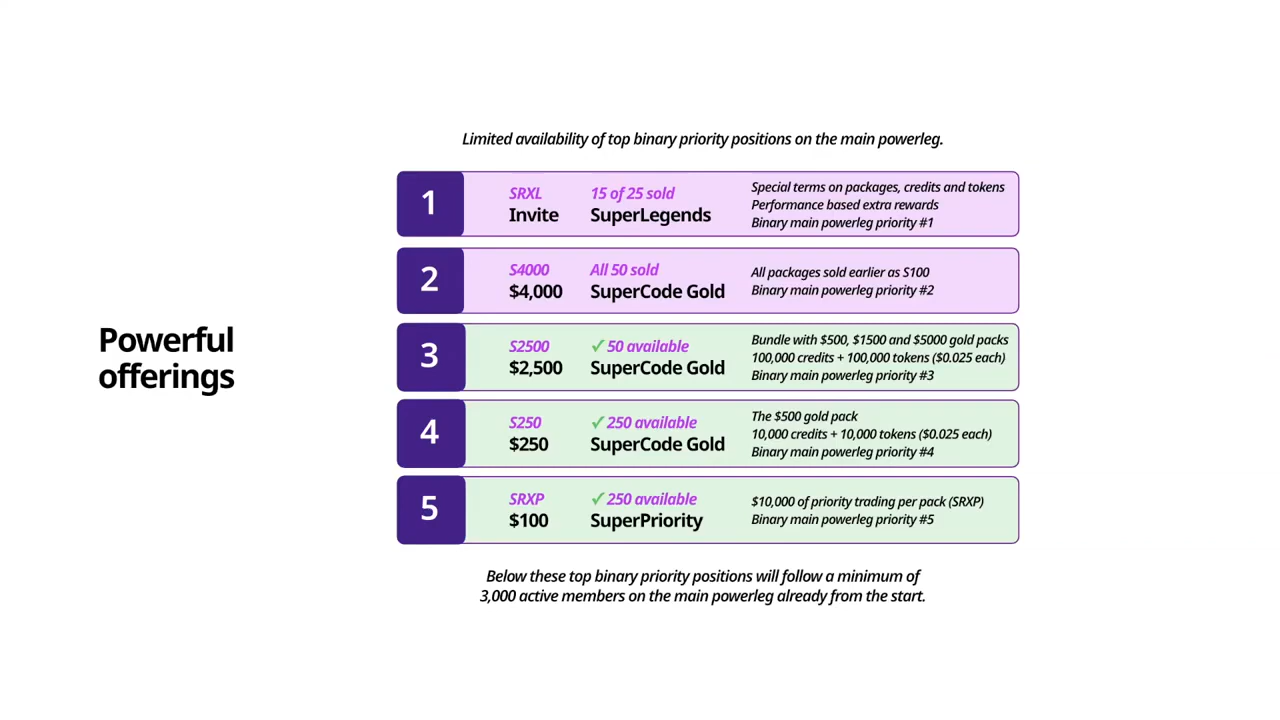 Powerful
offerings
Limited availability of top binary priority positions on the main powerleg.
1
SRXL
Invite
15 of 25 sold
SuperLegends
Special terms on packages, credits and tokens
Performance based extra rewards
Binary main powerleg priority #1
2
S4000
$4,000
All 50 sold
SuperCode Gold
All packages sold earlier as S100
Binary main powerleg priority #2
3
S2500
$2,500
✓ 50 available
SuperCode Gold
Bundle with $500, $1500 and $5000 gold packs
100,000 credits + 100,000 tokens ($0.025 each)
Binary main powerleg priority #3
4
S250
$250
✓ 250 available
SuperCode Gold
The $500 gold pack
10,000 credits + 10,000 tokens ($0.025 each)
Binary main powerleg priority #4
5
SRXP
$100
✓ 250 available
SuperPriority
$10,000 of priority trading per pack (SRXP)
Binary main powerleg priority #5
Below these top binary priority positions will follow a minimum of
3,000 active members on the main powerleg already from the start.